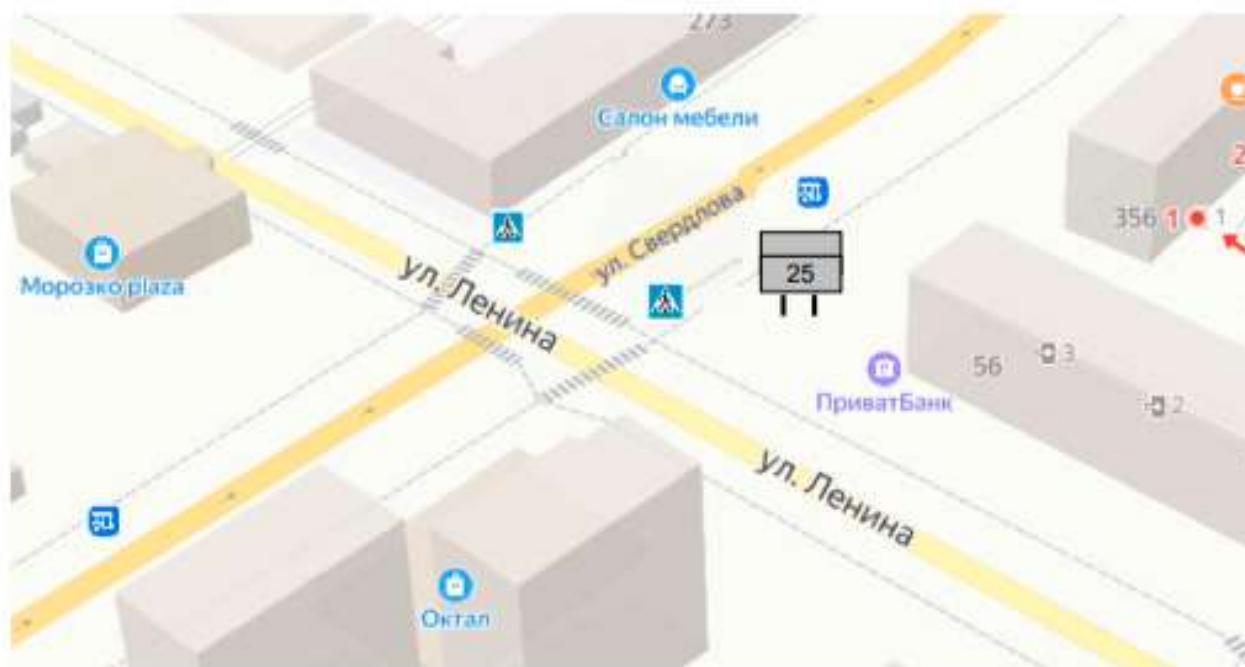 273
Салон мебели
2
ул. Свердлова
356 1 1
Морозко plaza
ул. Ленина
25
56
3
2
ПриватБанк
ул. Ленина
Октал